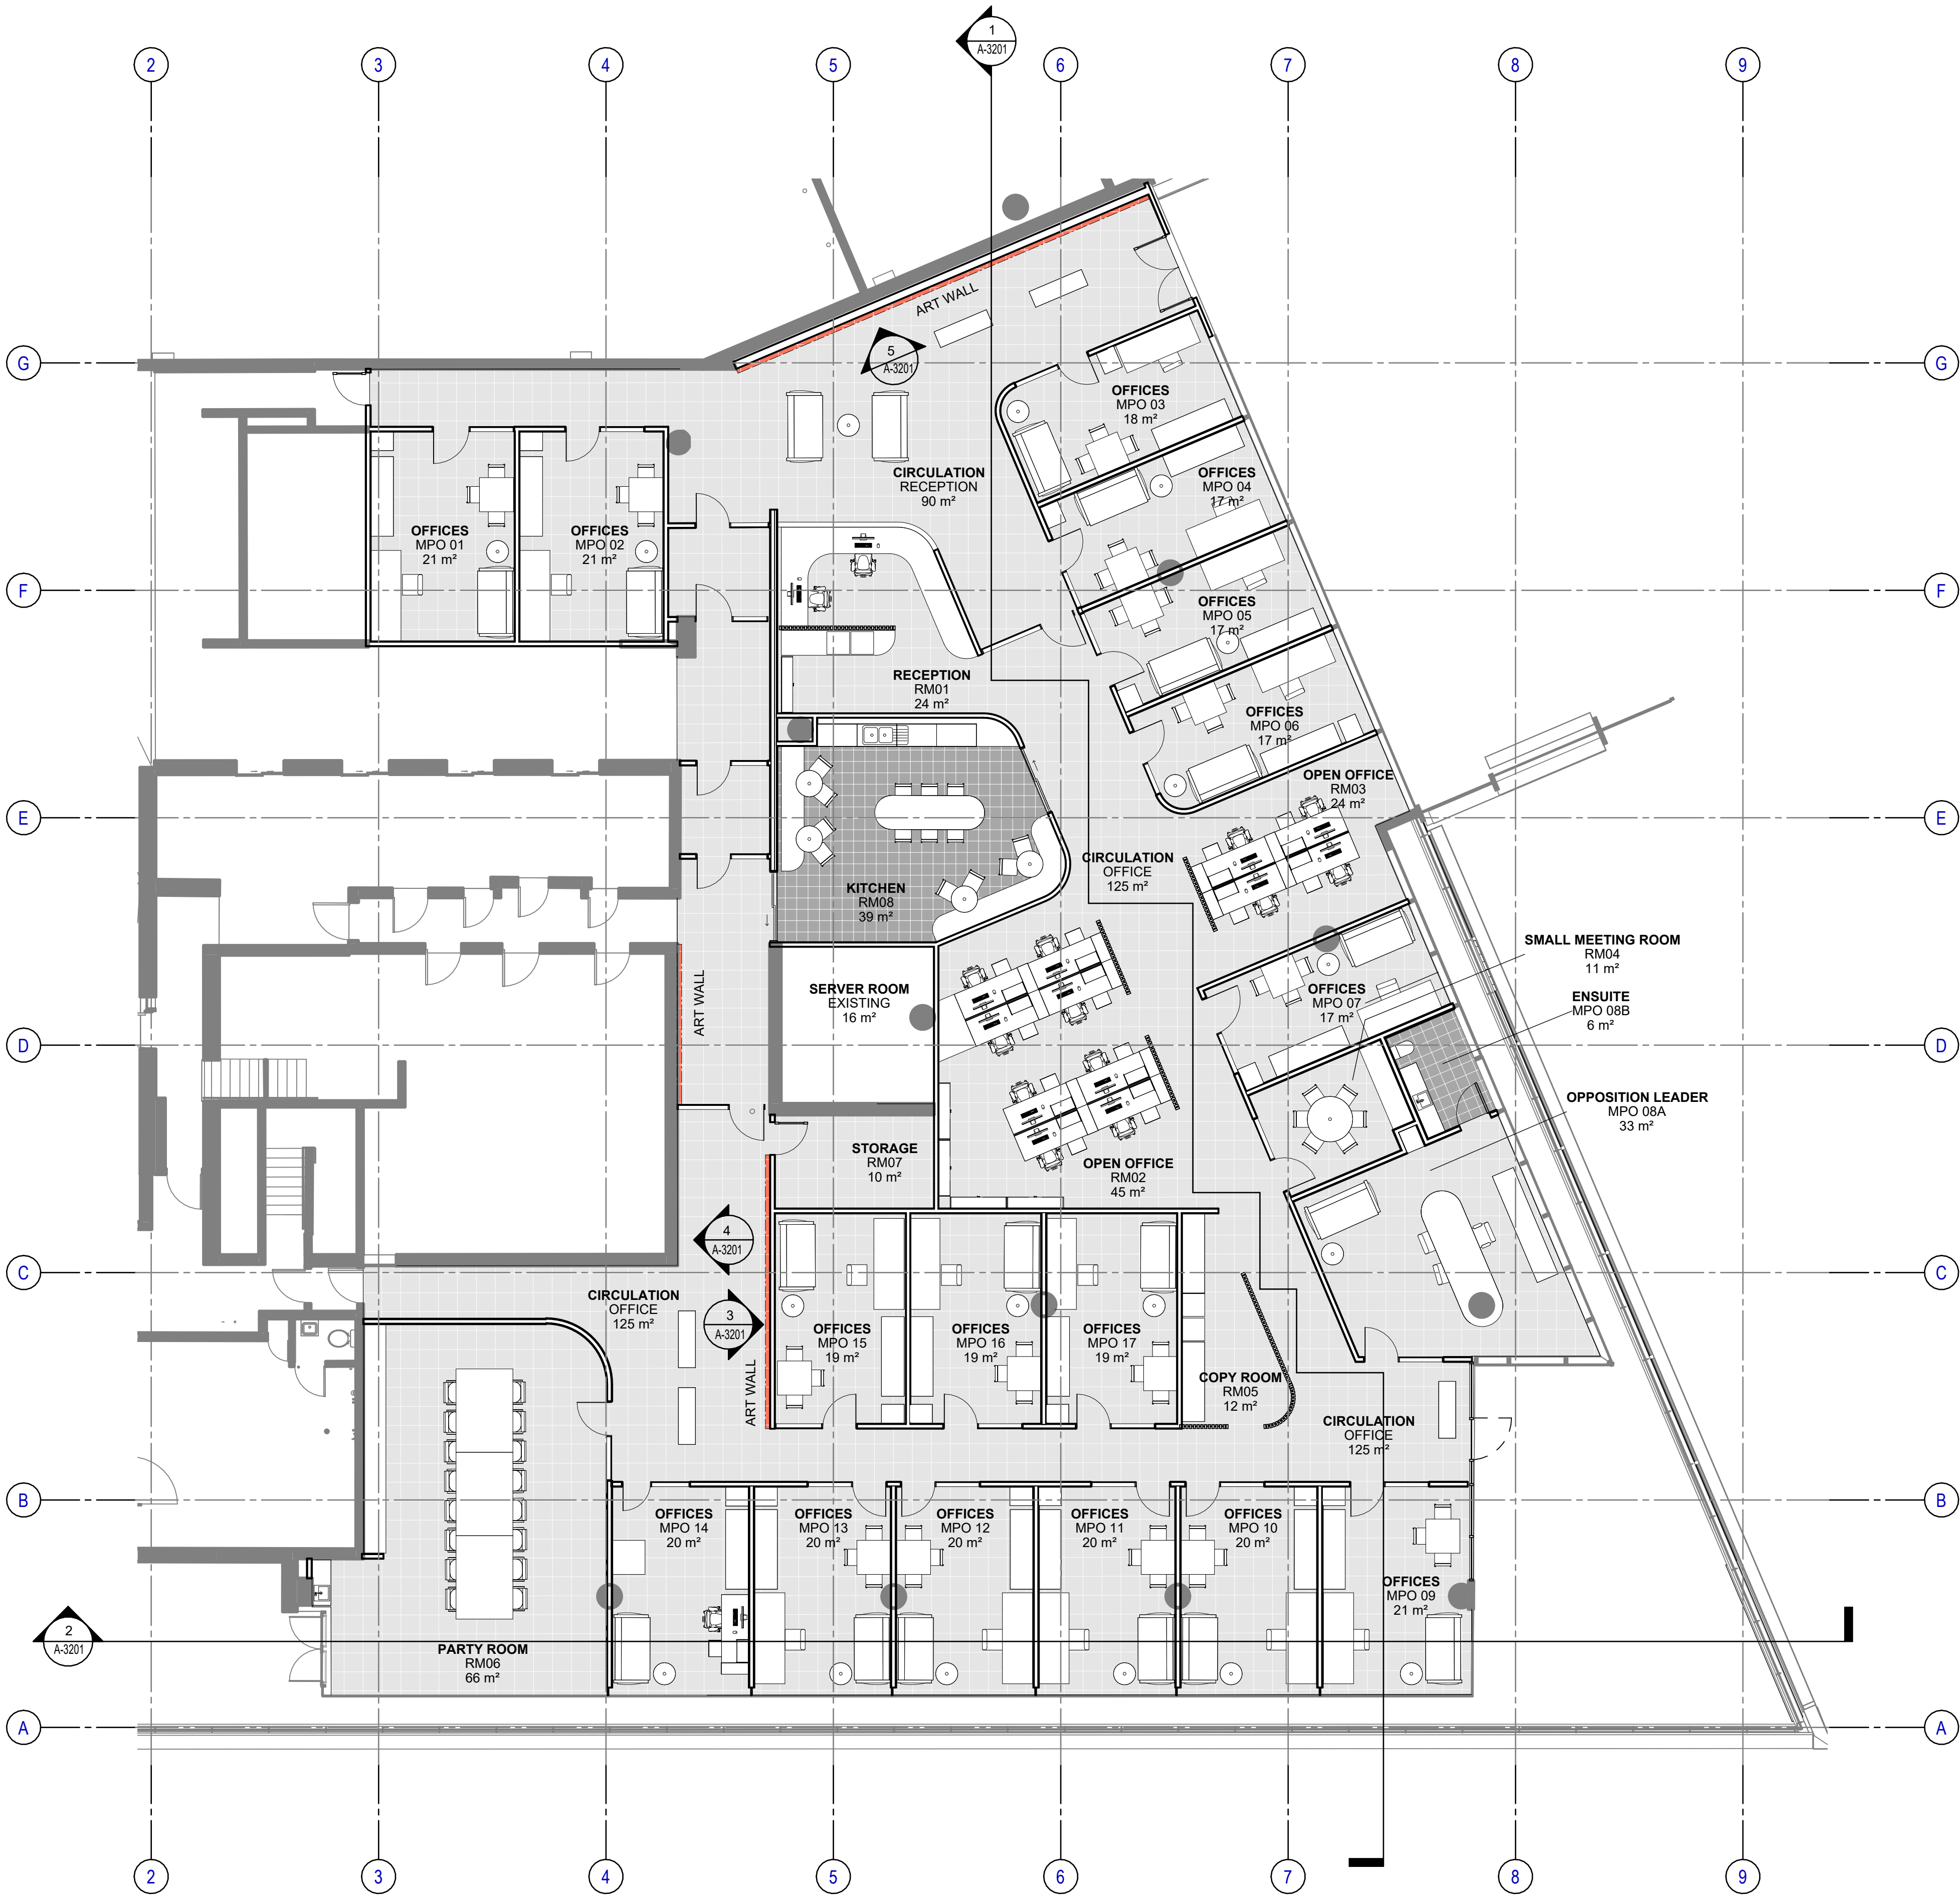 1
A-3201
2
3
4
5
6
7
8
9
ART WALL
G
G
5
A-3201
OFFICES
MPO 03
18 m²
CIRCULATION
RECEPTION
90 m²
OFFICES
MPO 04
17 m²
OFFICES
MPO 01
21 m²
OFFICES
MPO 02
21 m²
F
F
OFFICES
MPO 05
17 m²
RECEPTION
RM01
24 m²
OFFICES
MPO 06
17 m²
OPEN OFFICE
RM03
24 m²
E
E
CIRCULATION
OFFICE
125 m²
KITCHEN
RM08
39 m²
SMALL MEETING ROOM
RM04
11 m²
ART WALL
SERVER ROOM
EXISTING
16 m²
OFFICES
MPO 07
17 m²
ENSUITE
MPO 08B
6 m²
D
D
OPPOSITION LEADER
MPO 08A
33 m²
STORAGE
RM07
10 m²
OPEN OFFICE
RM02
45 m²
4
A-3201
C
C
CIRCULATION
OFFICE
125 m²
3
A-3201
OFFICES
MPO 15
19 m²
OFFICES
MPO 16
19 m²
OFFICES
MPO 17
19 m²
ART WALL
COPY ROOM
RM05
12 m²
CIRCULATION
OFFICE
125 m²
B
B
OFFICES
MPO 14
20 m²
OFFICES
MPO 13
20 m²
OFFICES
MPO 12
20 m²
OFFICES
MPO 11
20 m²
OFFICES
MPO 10
20 m²
OFFICES
MPO 09
21 m²
2
A-3201
PARTY ROOM
RM06
66 m²
A
A
2
3
4
5
6
7
8
9